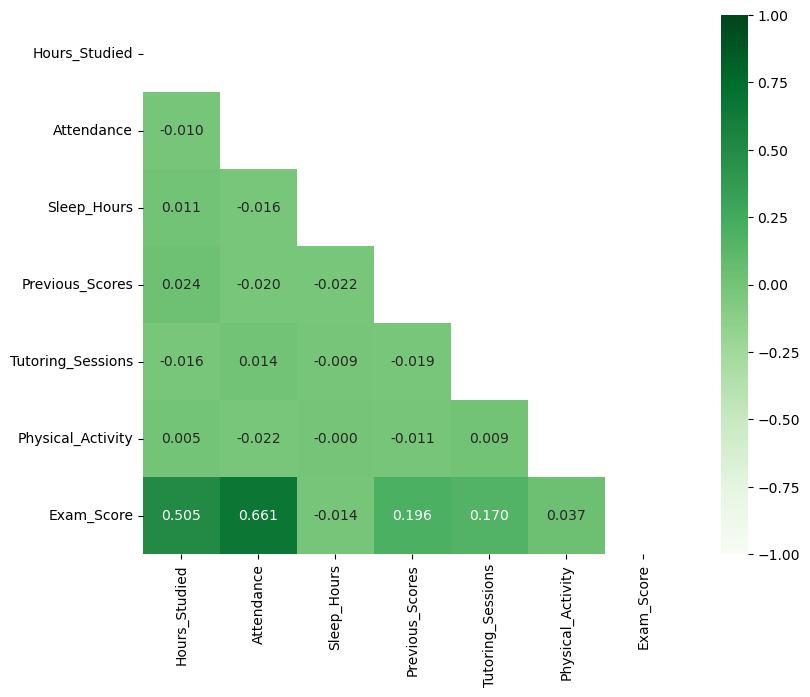 1.00
Hours_Studied
0.75
Attendance -0.010
0.50
Sleep_Hours 0.011 -0.016
0.25
Previous_Scores 0.024 -0.020 -0.022 0.00
−0.25
Tutoring_Sessions -0.016 0.014 -0.009 -0.019
Physical_Activity 0.005 -0.022 -0.000 -0.011 0.009
−0.50
Exam_Score 0.505 0.661 -0.014 0.196 0.170 0.037
−0.75
−1.00
Hours_Studied
Attendance
Sleep_Hours
Previous_Scores
Tutoring_Sessions
Physical_Activity
Exam_Score